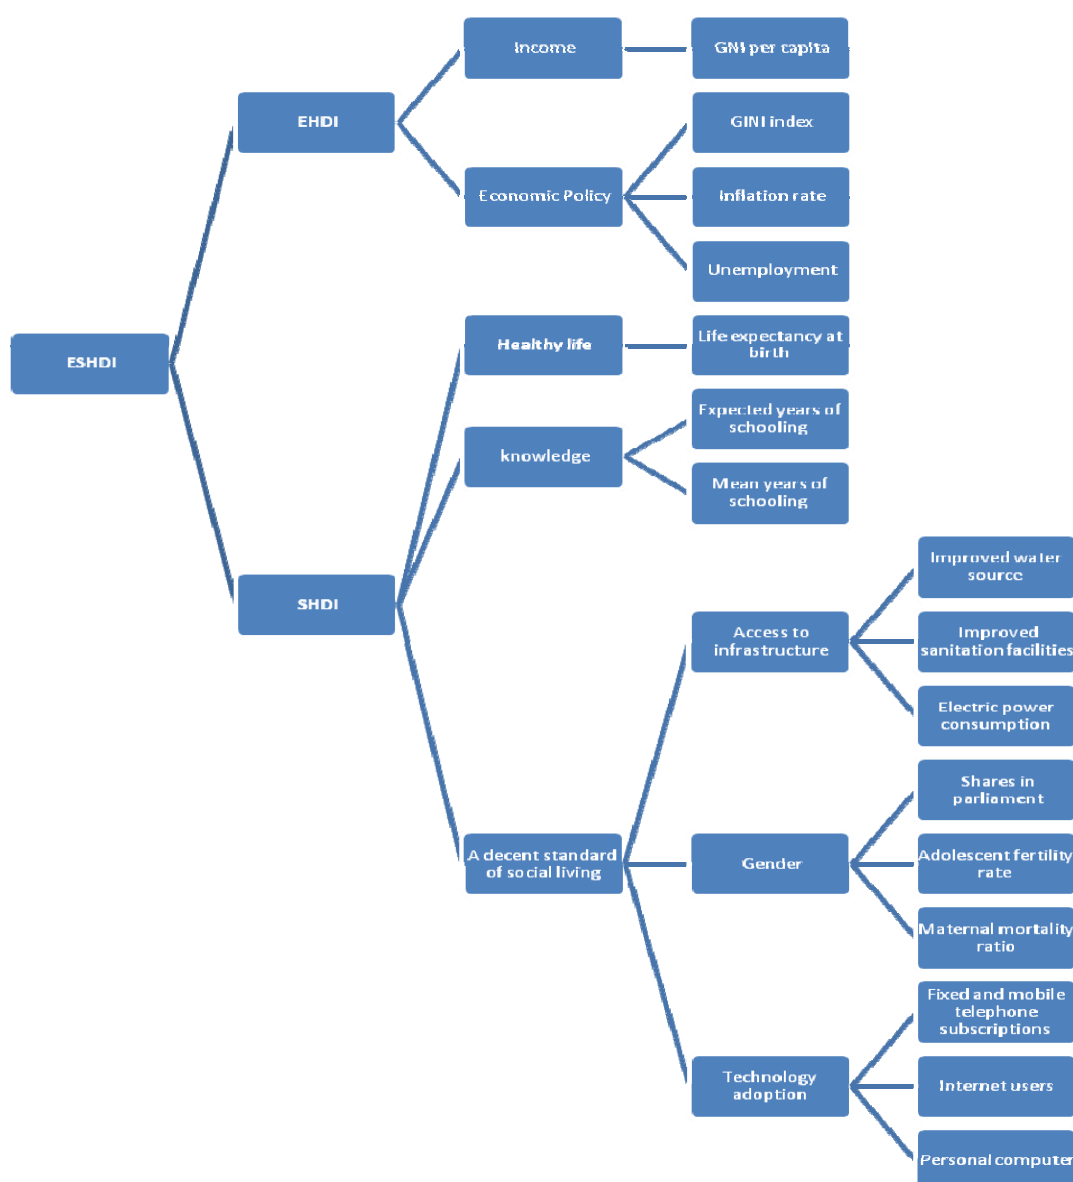 Income
GNI per capita
EHDI
GINI index
Economic Policy
Inflation rate
Unemployment
ESHDI
Healthy life
Life expectancy at
birth
knowledge
Expected years of
schooling
Mean years of
schooling
SHDI
Improved water
source
Access to
infrastructure
Improved
sanitation facilities
Electric power
consumption
A decent standard
of social living
Gender
Shares in
parliament
Adolescent fertility
rate
Maternal mortality
ratio
Technology
adoption
Fixed and mobile
telephone
subscriptions
Internet users
Personal computer